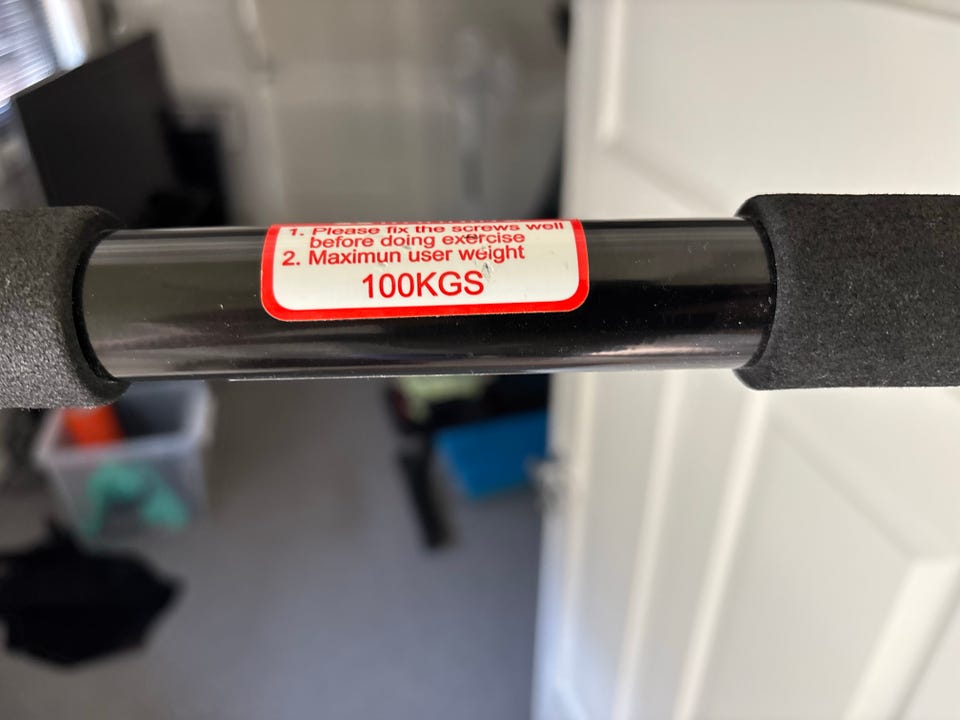 1. Please fix the screws well
before doing exercise
2. Maximun user weight
100KGS